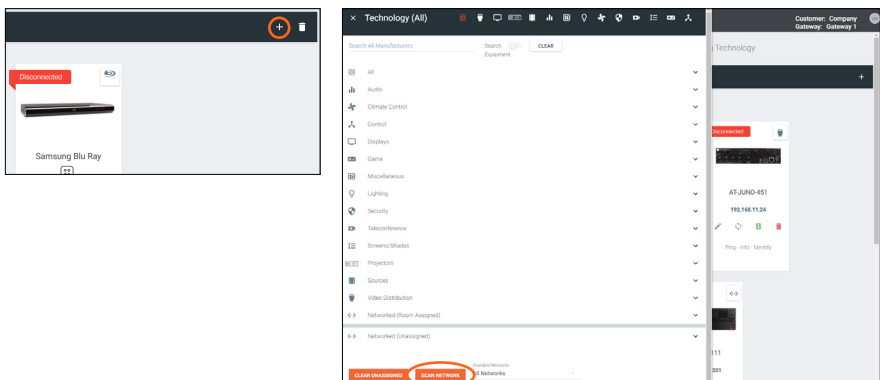 +
Disconnected
Samsung Blu Ray
× Technology (All)
Customer: Company
Gateway: Gateway 1
Search All Manufacturers
Search
Equipment
CLEAR
All
Audio
Climate Control
Control
Displays
Game
Miscellaneous
Lighting
Security
Teleconference
Screens/Shades
Projectors
Sources
Video Distribution
Networked (Room Assigned)
Networked (Unassigned)
CLEAR UNASSIGNED
SCAN NETWORK
Available Networks
ll Networks
Technology
+
Disconnected
AT-JUNO-451
192.168.11.24
Ping - Info - Identify
111
201